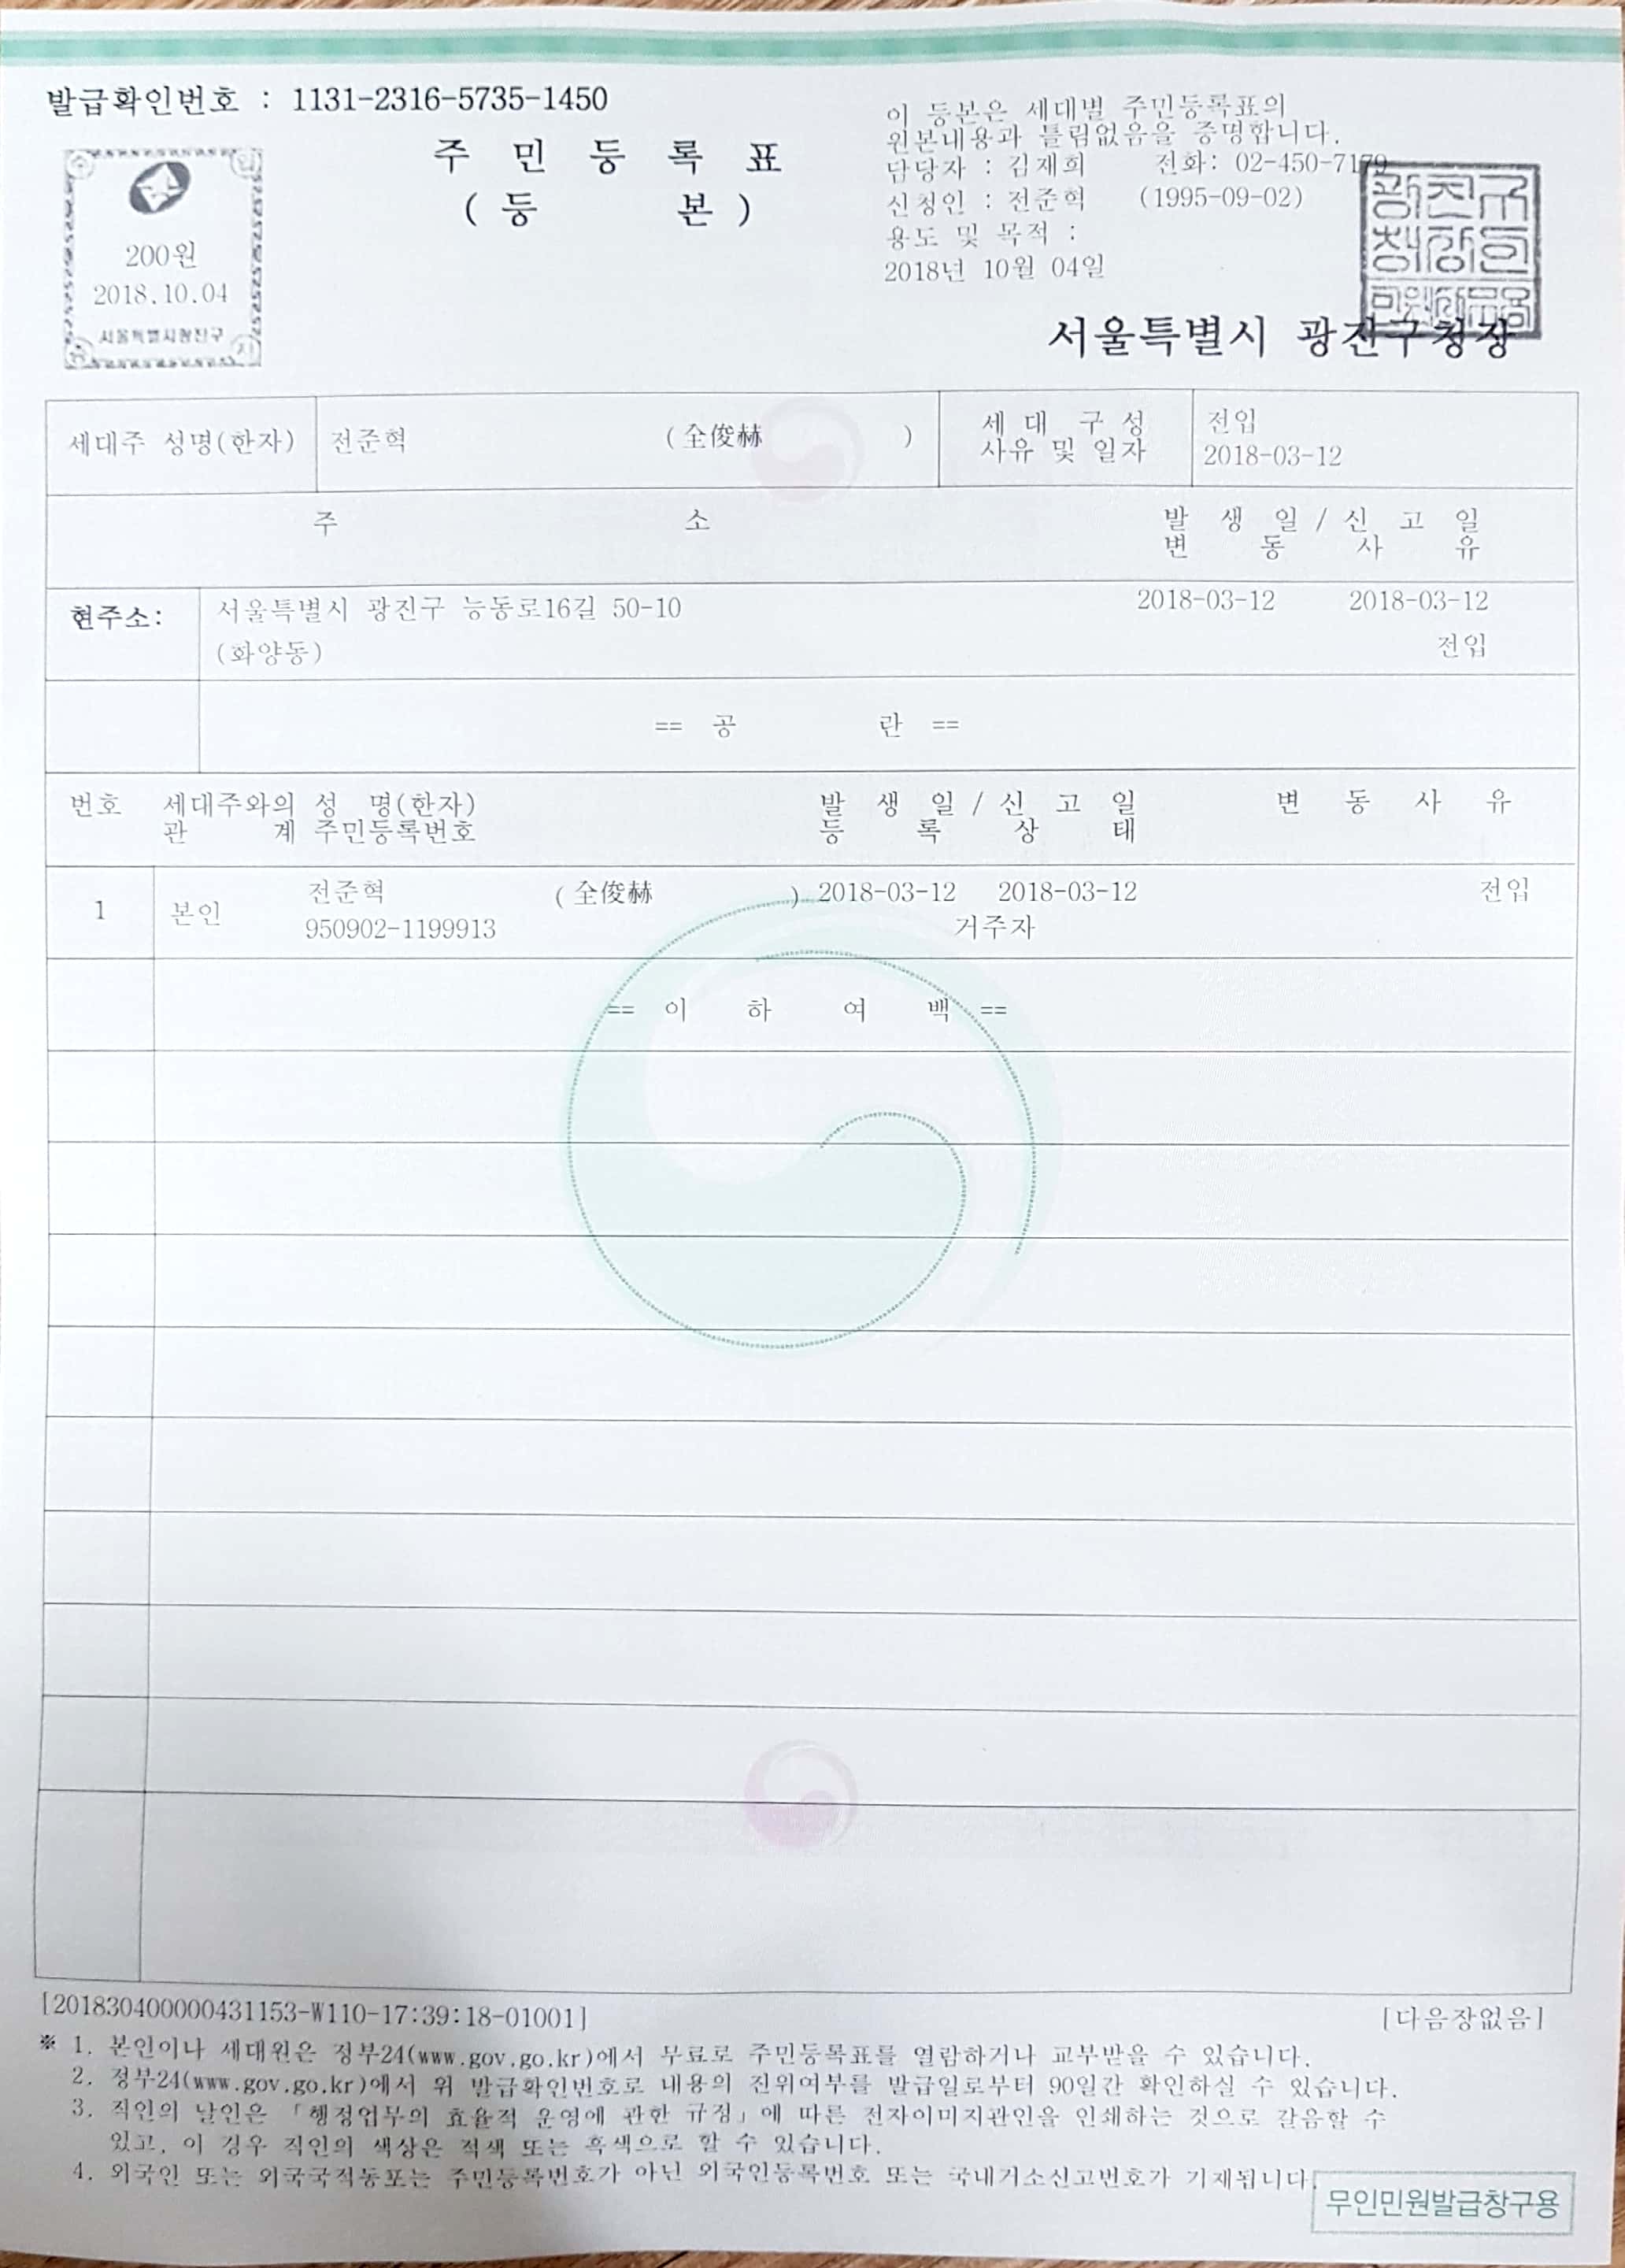 발급확인번호 : 1131-2316-5735-1450
주 민 등 록 표
( 등 본 )
200원
2018.10.04
서울특별시광진구
이 등본은 세대별 주민등록표의
원본내용과 틀림없음을 증명합니다.
담당자 : 김재희 전화: 02-450-7179
신청인 : 전준혁 (1995-09-02)
용도 및 목적 :
2018년 10월 04일
서울특별시 광진구청장
세대주 성명(한자) 전준혁 (全俊赫 ) 세 대 구 성 전입
사유 및 일자 2018-03-12
주 소 발 생 일 / 신 고 일
변 동 사 유
현주소: 서울특별시 광진구 능동로16길 50-10 2018-03-12 2018-03-12
(화양동) 전입
== 공 란 ==
번호 세대주와의 성 명(한자) 발 생 일 / 신 고 일 변 동 사 유
관 계 주민등록번호 등 록 상 태
1 본인 전준혁 (全俊赫 ) 2018-03-12 2018-03-12 전입
950902-1199913 거주자
== 이 하 여 백 ==
[201830400000431153-W110-17:39:18-01001] [다음장없음]
※ 1. 본인이나 세대원은 정부24(www.gov.go.kr)에서 무료로 주민등록표를 열람하거나 교부받을 수 있습니다.
2. 정부24(www.gov.go.kr)에서 위 발급확인번호로 내용의 진위여부를 발급일로부터 90일간 확인하실 수 있습니다.
3. 직인의 날인은 「행정업무의 효율적 운영에 관한 규정」에 따른 전자이미지관인을 인쇄하는 것으로 갈음할 수
있고, 이 경우 직인의 색상은 적색 또는 흑색으로 할 수 있습니다.
4. 외국인 또는 외국국적동포는 주민등록번호가 아닌 외국인등록번호 또는 국내거소신고번호가 기재됩니다.
무인민원발급창구용